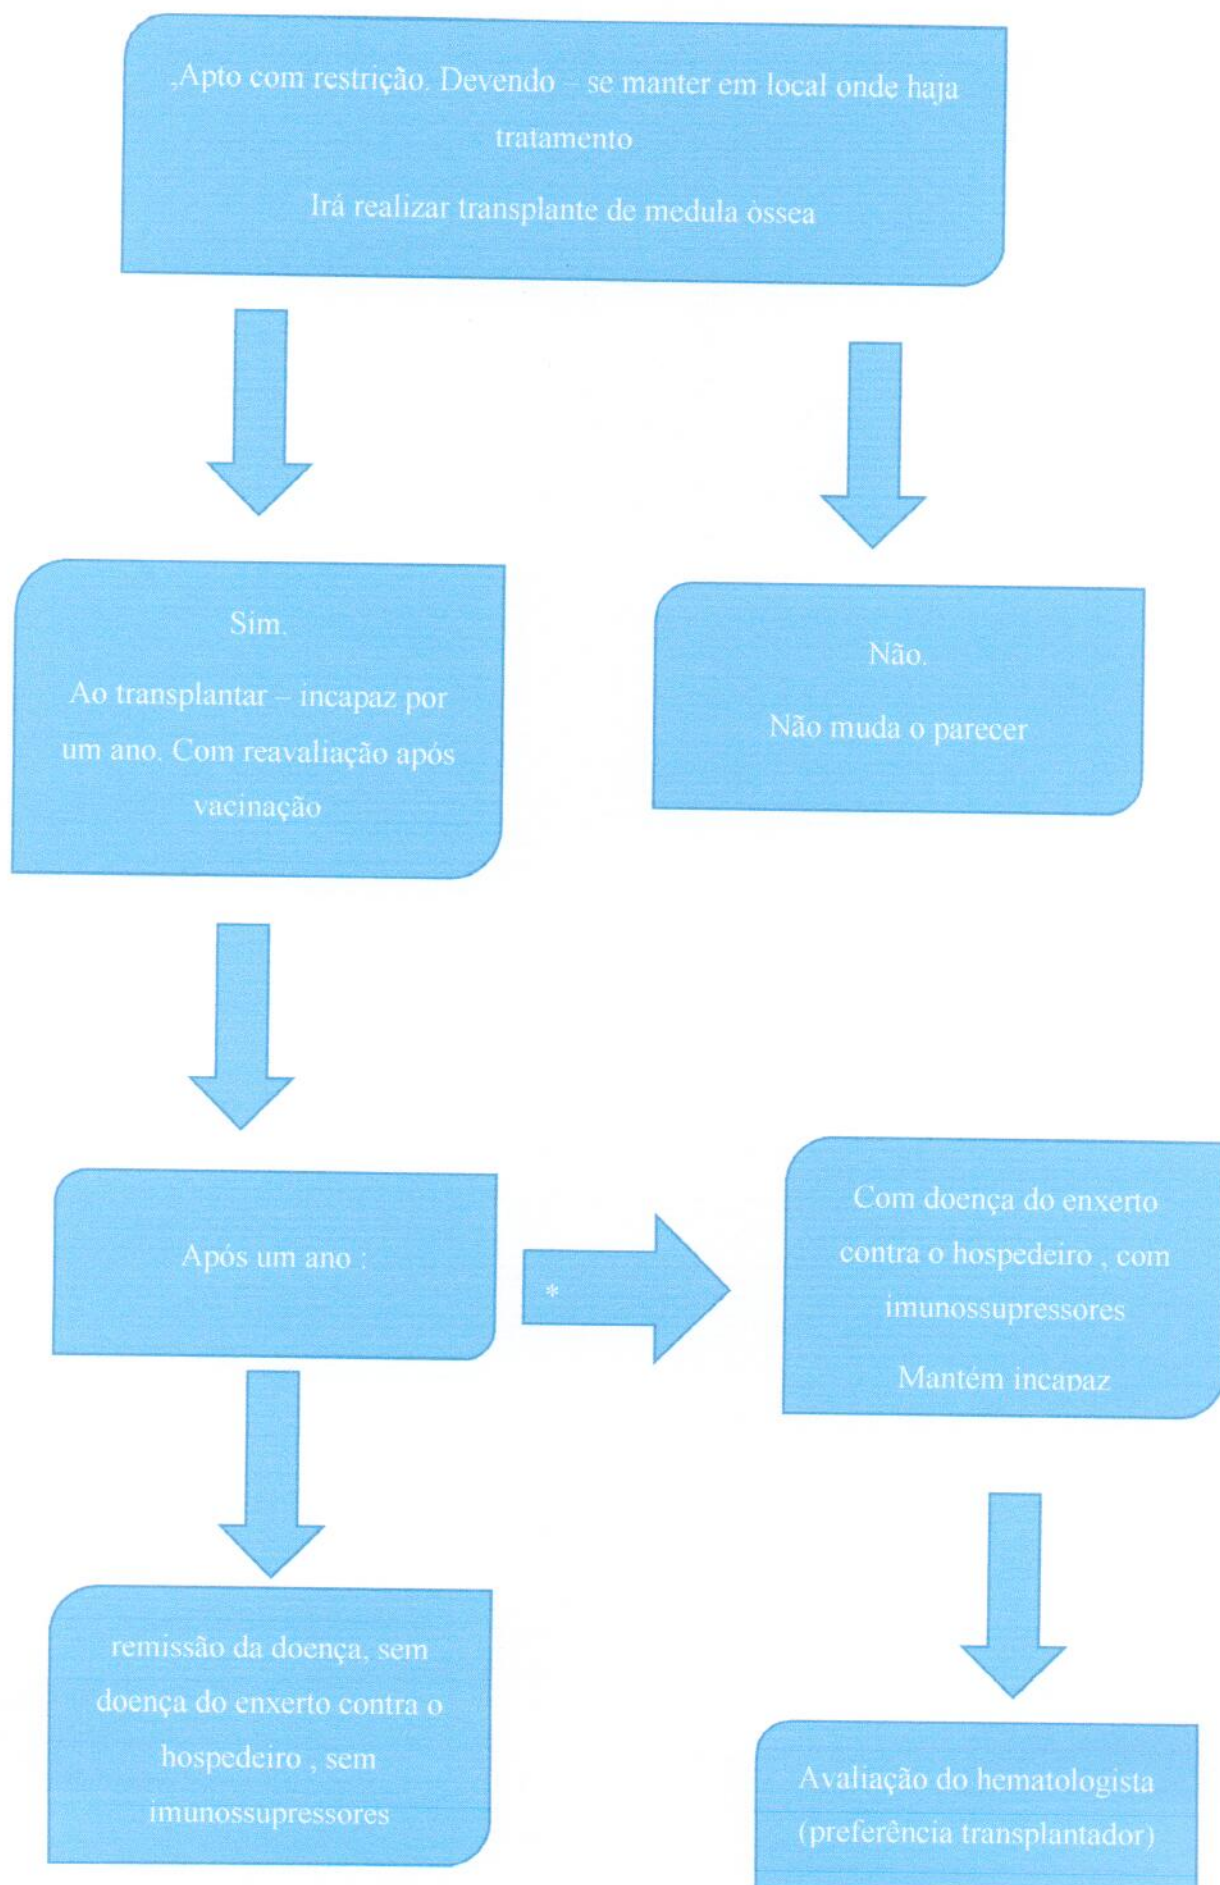 ,Apto com restrição. Devendo – se manter em local onde haja
tratamento
Irá realizar transplante de medula óssea
Sim.
Ao transplantar – incapaz por
um ano. Com reavaliação após
vacinação
Não.
Não muda o parecer
Após um ano :
*
Com doença do enxerto
contra o hospedeiro , com
imunossupressores
Mantém incapaz
remissão da doença, sem
doença do enxerto contra o
hospedeiro , sem
imunossupressores
Avaliação do hematologista
(preferência transplantador)